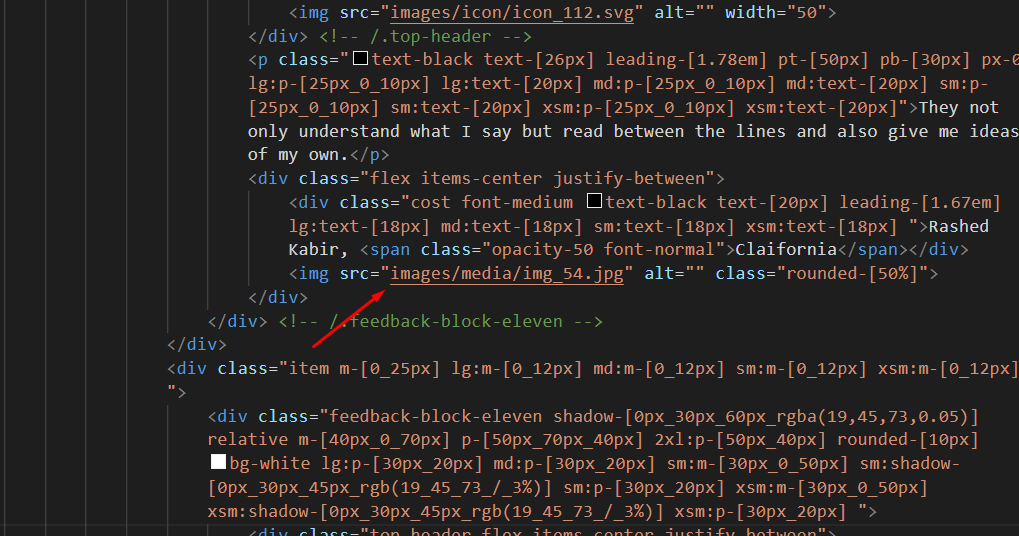 <img src="images/icon/icon_112.svg" alt="" width="50">
</div> <!-- /.top-header -->
<p class="text-black text-[26px] leading-[1.78em] pt-[50px] pb-[30px] px-0
lg:p-[25px_0_10px] lg:text-[20px] md:p-[25px_0_10px] md:text-[20px] sm:p-
[25px_0_10px] sm:text-[20px] xsm:p-[25px_0_10px] xsm:text-[20px]">They not
only understand what I say but read between the lines and also give me ideas
of my own.</p>
<div class="flex items-center justify-between">
<div class="cost font-medium text-black text-[20px] leading-[1.67em]
lg:text-[18px] md:text-[18px] sm:text-[18px] xsm:text-[18px] ">Rashed
Kabir, <span class="opacity-50 font-normal">Claifornia</span></div>
<img src="images/media/img_54.jpg" alt="" class="rounded-[50%]">
</div>
</div> <!-- /.feedback-block-eleven -->
</div>
<div class="item m-[0_25px] lg:m-[0_12px] md:m-[0_12px] sm:m-[0_12px] xsm:m-[0_12px]
">
<div class="feedback-block-eleven shadow-[0px_30px_60px_rgba(19,45,73,0.05)]
relative m-[40px_0_70px] p-[50px_70px_40px] 2xl:p-[50px_40px] rounded-[10px]
bg-white lg:p-[30px_20px] md:p-[30px_20px] sm:m-[30px_0_50px] sm:shadow-
[0px_30px_45px_rgb(19_45_73_/_3%)] sm:p-[30px_20px] xsm:m-[30px_0_50px]
xsm:shadow-[0px_30px_45px_rgb(19_45_73_/_3%)] xsm:p-[30px_20px] ">
<div class="top-header flex items-center justify-between">